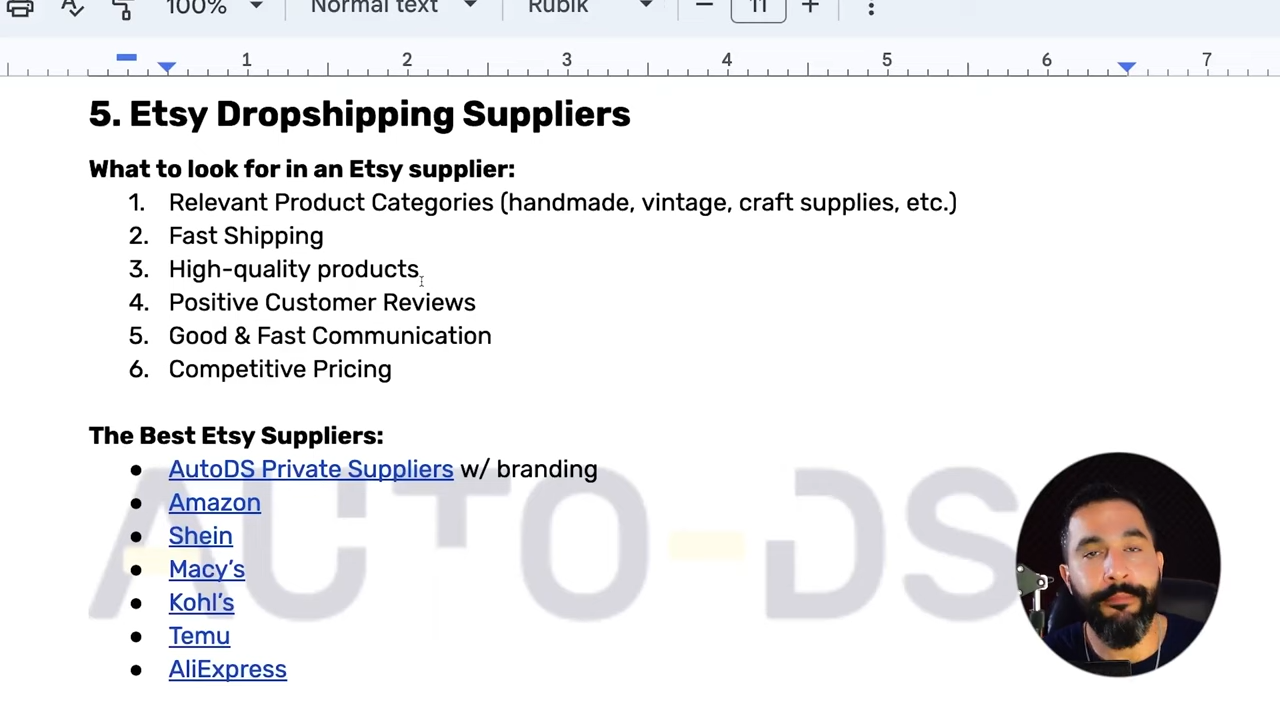 100% Normal text Rubik 11
1 2 3 4 5 6 7
5. Etsy Dropshipping Suppliers
What to look for in an Etsy supplier:
1. Relevant Product Categories (handmade, vintage, craft supplies, etc.)
2. Fast Shipping
3. High-quality products
4. Positive Customer Reviews
5. Good & Fast Communication
6. Competitive Pricing
The Best Etsy Suppliers:
● AutoDS Private Suppliers w/ branding
● Amazon
● Shein
● Macy’s
● Kohl’s
● Temu
● AliExpress
AUTO-DS